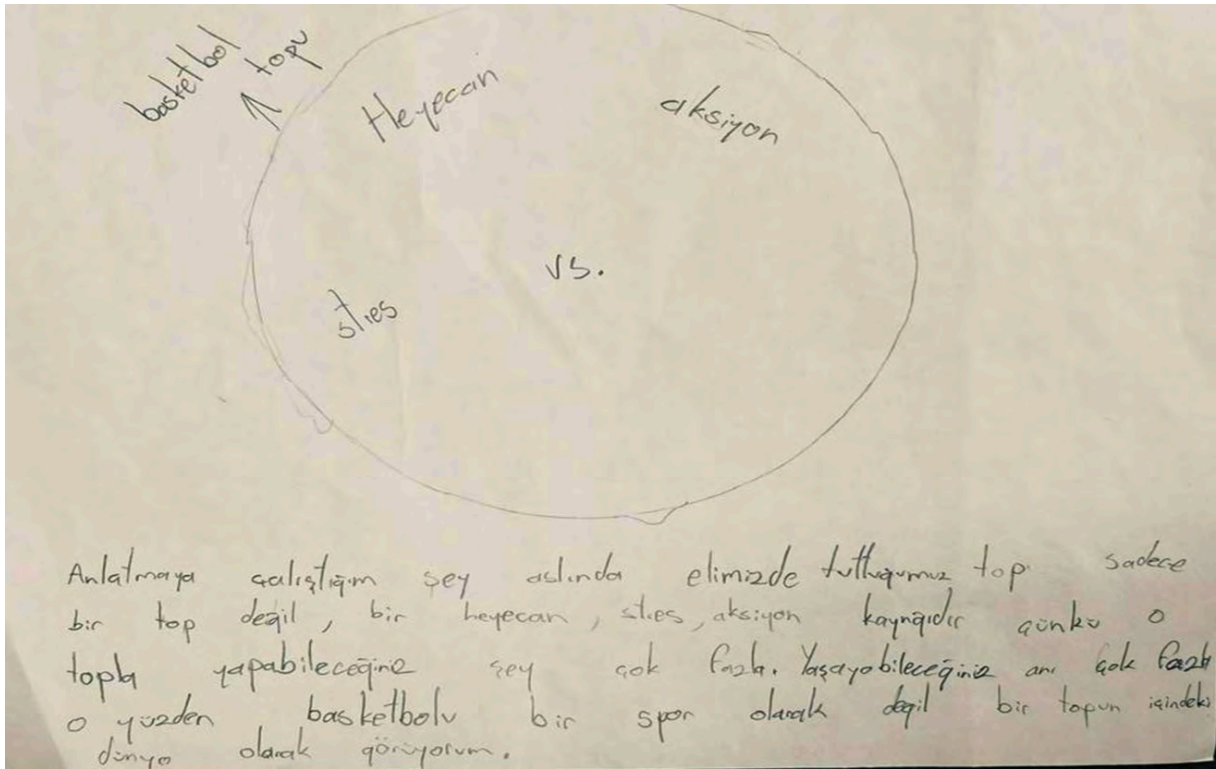 basketbol
topu
Heyecan
aksiyon
vs.
stres
Anlatmaya çalıştığım şey aslında elimizde tuttuğumuz top sadece
bir top değil, bir heyecan, stres, aksiyon kaynağıdır çünkü o
topla yapabileceğiniz şey çok fazla. Yaşayabileceğiniz anı çok fazla
o yüzden basketbolu bir spor olarak değil bir topun içindeki
dünya olarak görüyorum.